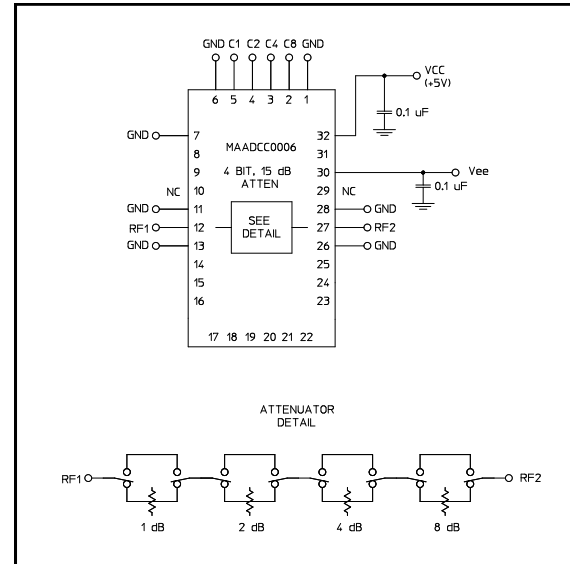 GND C1 C2 C4 C8 GND
6 5 4 3 2 1
VCC
(+5V)
0.1 uF
GND 7 32
8 MAADCC0006 31
9 4 BIT, 15 dB 30 Vee
NC 10 ATTEN 29 NC
0.1 uF
GND 11 28 GND
RF1 12 SEE 27 RF2
GND 13 DETAIL 26 GND
14 25
15 24
16 23
17 18 19 20 21 22
ATTENUATOR
DETAIL
RF1 RF2
1 dB 2 dB 4 dB 8 dB